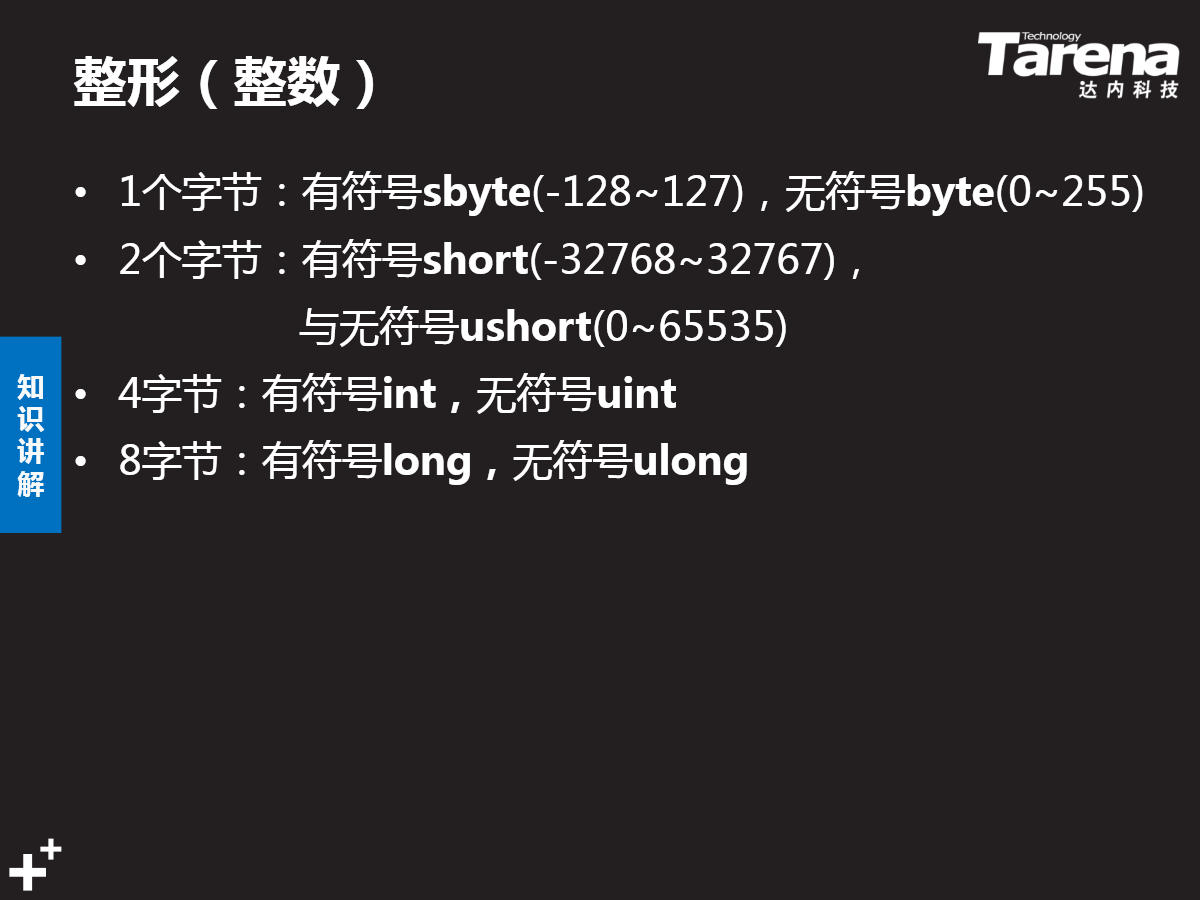 Technology
Tarena
达内科技
整形（整数）
• 1个字节：有符号sbyte(-128~127)，无符号byte(0~255)
• 2个字节：有符号short(-32768~32767)，
与无符号ushort(0~65535)
• 4字节：有符号int，无符号uint
• 8字节：有符号long，无符号ulong
知识讲解